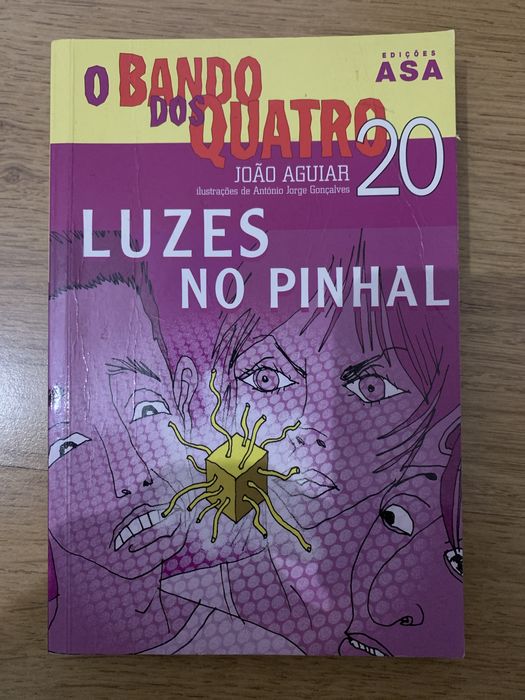 EDIÇÕES
ASA
O BANDO
DOS
QUATRO
20
JOÃO AGUIAR
ilustrações de António Jorge Gonçalves
LUZES
NO PINHAL